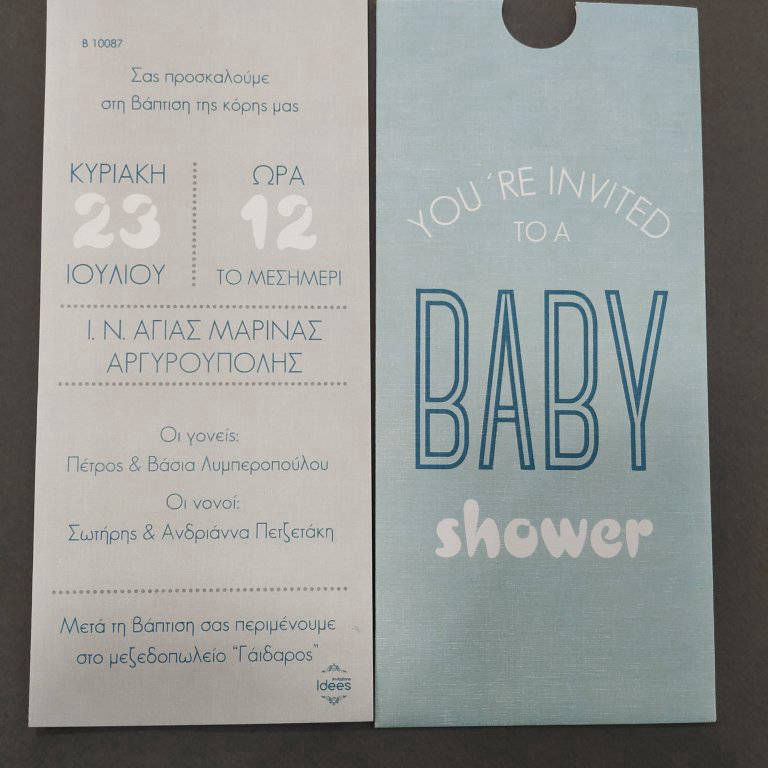 B 10087
Σας προσκαλούμε
στη Βάπτιση της κόρης μας
ΚΥΡΙΑΚΗ
23
ΙΟΥΛΙΟΥ
ΩΡΑ
12
ΤΟ ΜΕΣΗΜΕΡΙ
Ι. Ν. ΑΓΙΑΣ ΜΑΡΙΝΑΣ
ΑΡΓΥΡΟΥΠΟΛΗΣ
Οι γονείς:
Πέτρος & Βάσια Λυμπεροπούλου
Οι νονοί:
Σωτήρης & Ανδριάννα Πετζετάκη
Μετά τη Βάπτιση σας περιμένουμε
στο μεζεδοπωλείο "Γάιδαρος"
Idees
YOU ´RE INVITED
TO A
BABY
shower